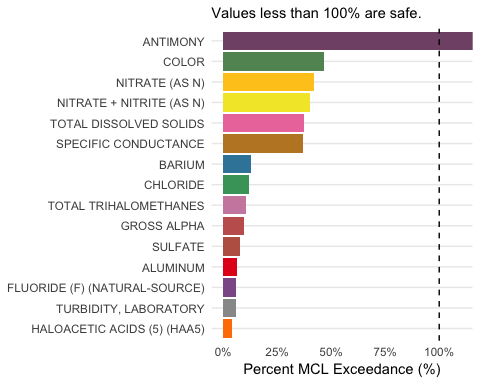 Values less than 100% are safe.
ANTIMONY
COLOR
NITRATE (AS N)
NITRATE + NITRITE (AS N)
TOTAL DISSOLVED SOLIDS
SPECIFIC CONDUCTANCE
BARIUM
CHLORIDE
TOTAL TRIHALOMETHANES
GROSS ALPHA
SULFATE
ALUMINUM
FLUORIDE (F) (NATURAL-SOURCE)
TURBIDITY, LABORATORY
HALOACETIC ACIDS (5) (HAA5)
0% 25% 50% 75% 100%
Percent MCL Exceedance (%)